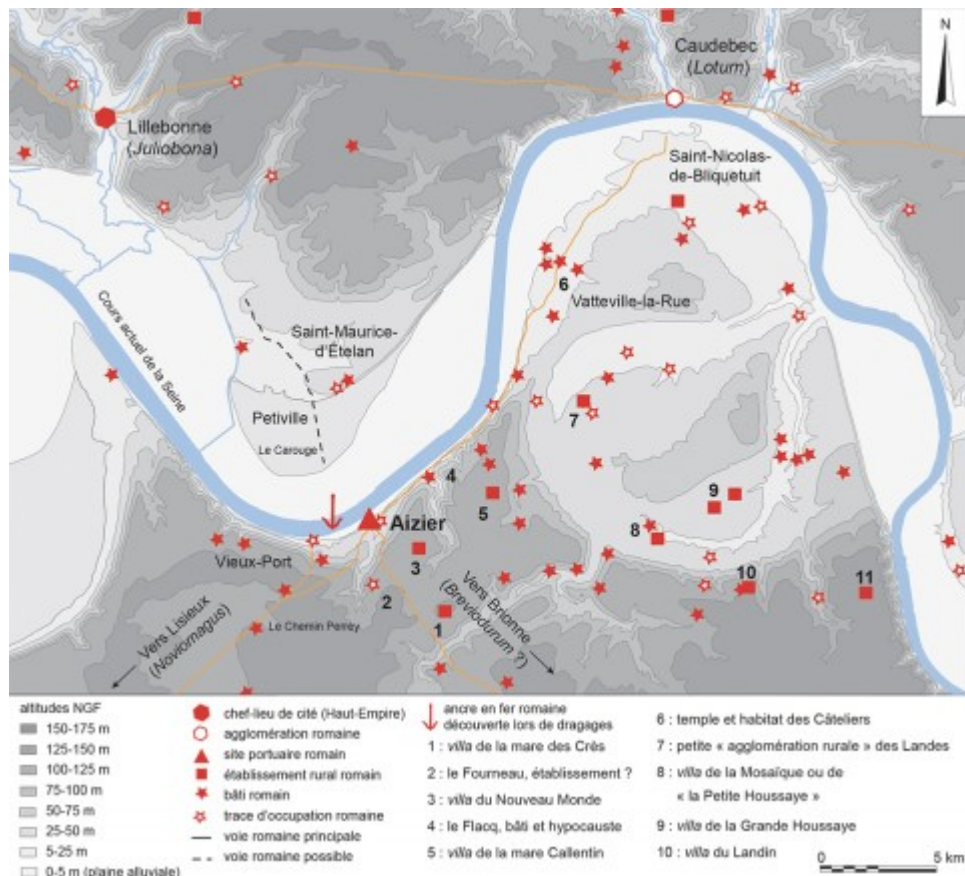 N
Caudebec
(Lotum)
Lillebonne
(Juliobona)
Saint-Nicolas-
de-Bliquetuit
6
Vatteville-la-Rue
Cours actuel de la Seine
Saint-Maurice-
d'Ételan
Petiville
Le Carouge
7
4
5
9
Aizier
8
Vieux-Port
3
2
10
11
1
Le Chemin Perrey
Vers Lisieux
(Noviomagus)
Vers Brionne
(Breviodurum ?)
altitudes NGF
150-175 m
125-150 m
100-125 m
75-100 m
50-75 m
25-50 m
5-25 m
0-5 m (plaine alluviale)
chef-lieu de cité (Haut-Empire)
agglomération romaine
site portuaire romain
établissement rural romain
bâti romain
trace d'occupation romaine
voie romaine principale
voie romaine possible
ancre en fer romaine
découverte lors de dragages
1 : villa de la mare des Crés
2 : le Fourneau, établissement ?
3 : villa du Nouveau Monde
4 : le Flacq, bâti et hypocauste
5 : villa de la mare Callentin
6 : temple et habitat des Câteliers
7 : petite « agglomération rurale » des Landes
8 : villa de la Mosaïque ou de
« la Petite Houssaye »
9 : villa de la Grande Houssaye
10 : villa du Landin
0 5 km